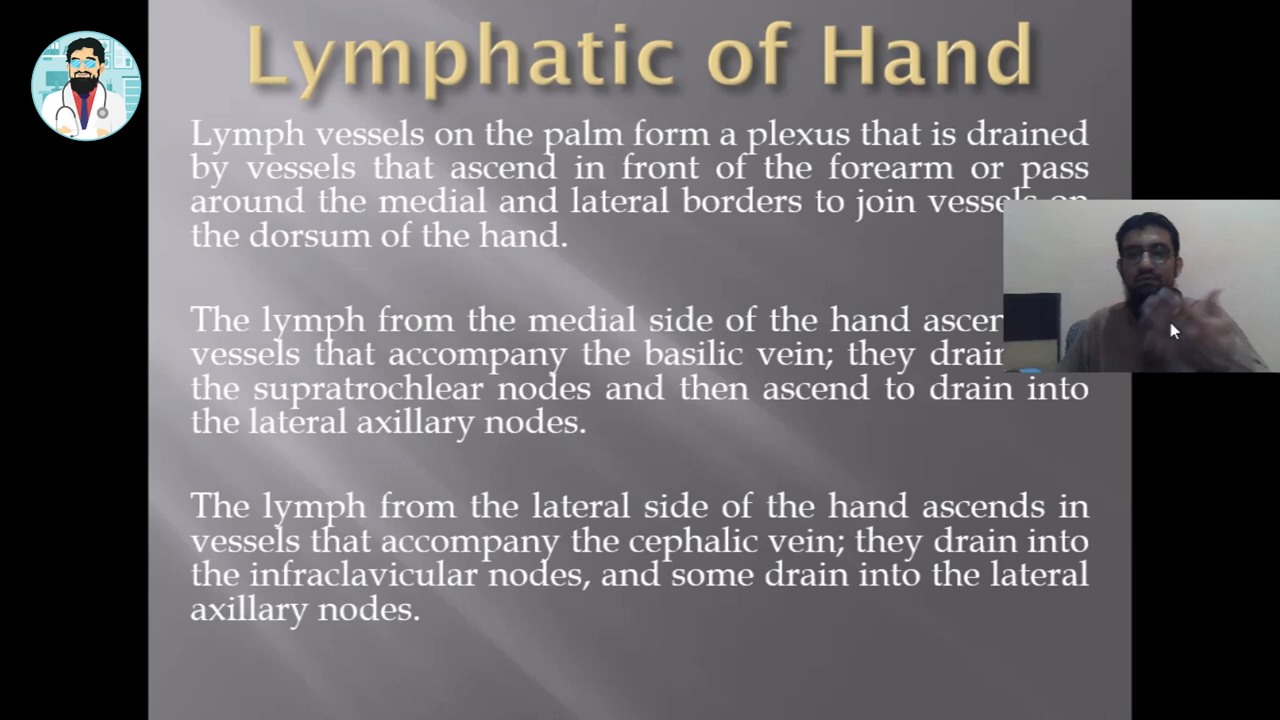 Lymphatic of Hand
Lymph vessels on the palm form a plexus that is drained
by vessels that ascend in front of the forearm or pass
around the medial and lateral borders to join vessels on
the dorsum of the hand.
The lymph from the medial side of the hand
vessels that accompany the basilic vein; they
the supratrochlear nodes and then ascend to drain into
the lateral axillary nodes.
The lymph from the lateral side of the hand ascends in
vessels that accompany the cephalic vein; they drain into
the infraclavicular nodes, and some drain into the lateral
axillary nodes.